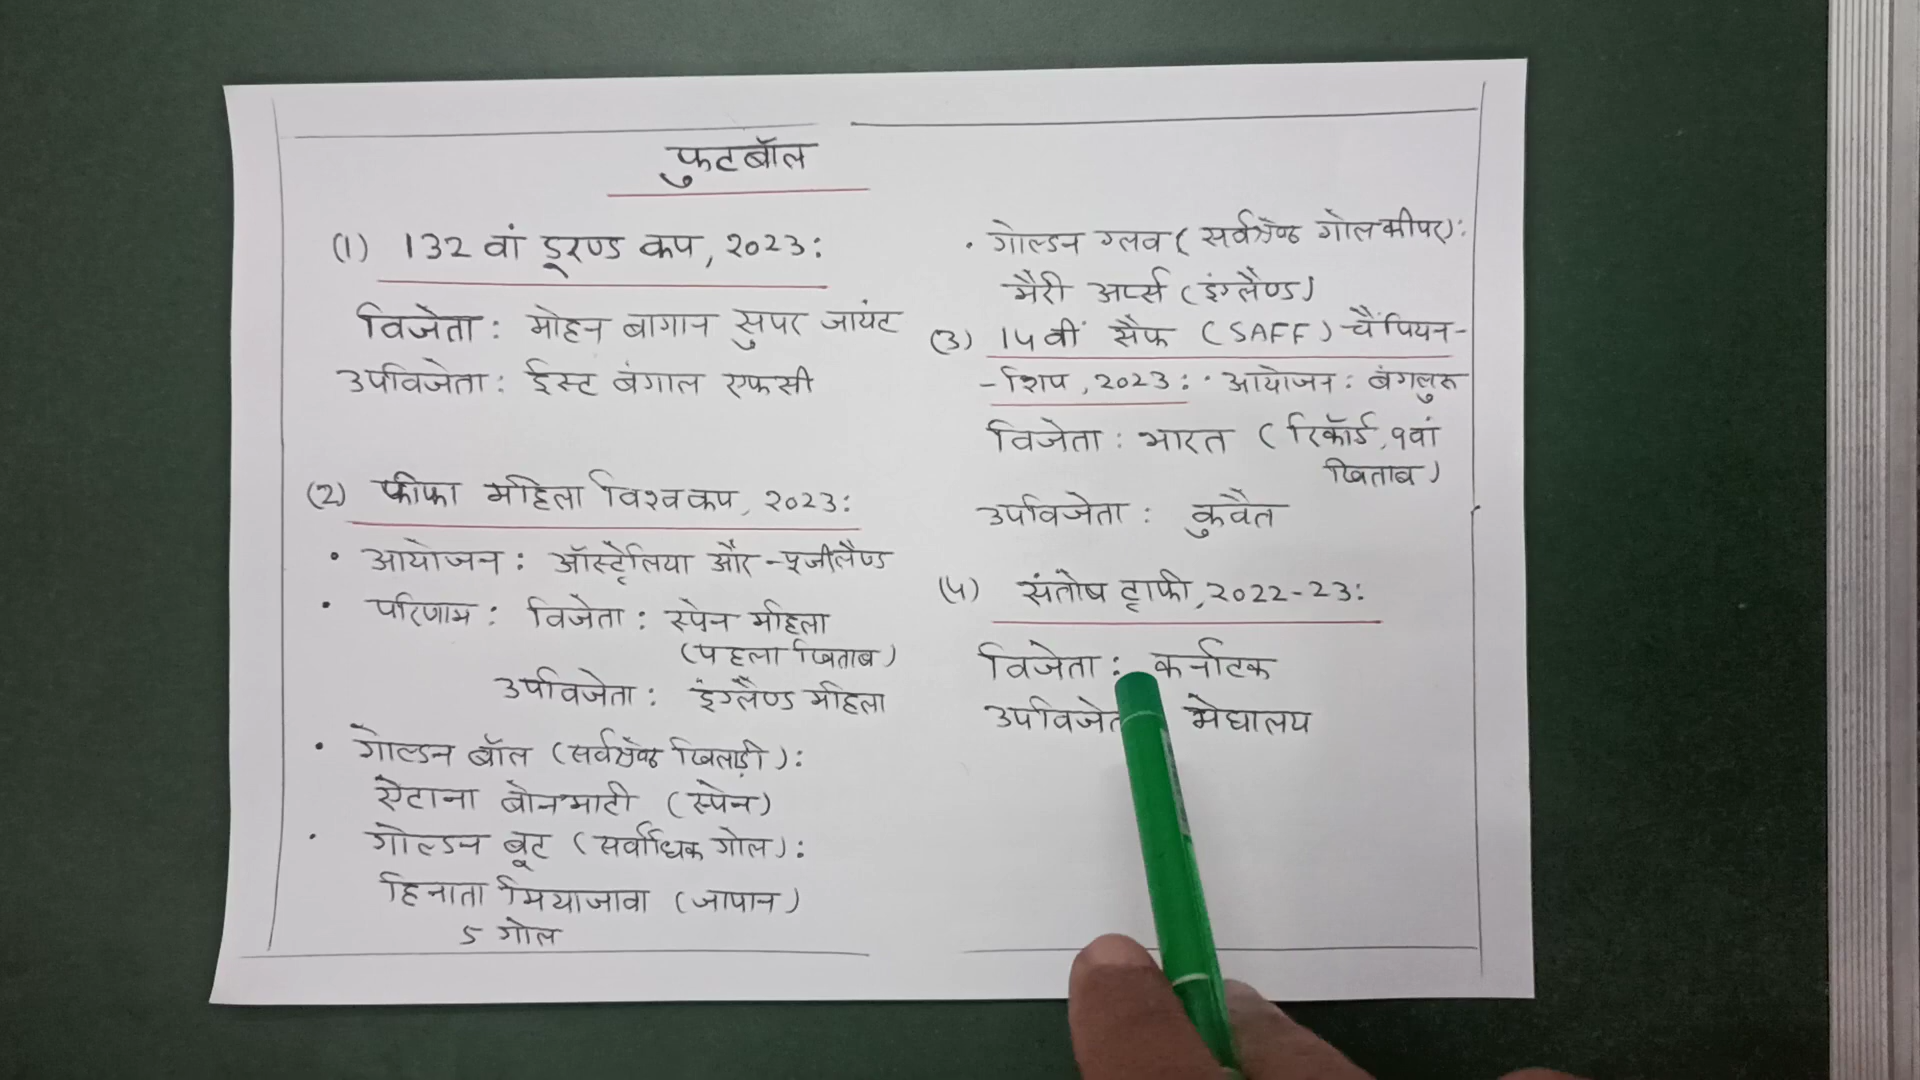 फुटबॉल
(1) 132 वां डूरण्ड कप, 2023:
विजेता: मोहन बागान सुपर जायंट
उपविजेता: ईस्ट बंगाल एफसी
(2) फीफा महिला विश्वकप, 2023:
• आयोजन: ऑस्ट्रेलिया और न्यूजीलैण्ड
• परिणाम: विजेता: स्पेन महिला
(पहला खिताब)
उपविजेता: इंग्लैण्ड महिला
• गोल्डन बॉल (सर्वश्रेष्ठ खिलाड़ी):
ऐटाना बोनमाटी (स्पेन)
• गोल्डन बूट (सर्वाधिक गोल):
हिनाता मियाजावा (जापान)
5 गोल
• गोल्डन ग्लव (सर्वश्रेष्ठ गोलकीपर):
मैरी अर्प्स (इंग्लैण्ड)
(3) 14वीं सैफ (SAFF) चैंपियन-
-शिप, 2023: • आयोजन: बंगलुरू
विजेता: भारत (रिकॉर्ड, 9वां
खिताब)
उपविजेता: कुवैत
(4) संतोष ट्राफी, 2022-23:
विजेता: कर्नाटक
उपविजेत मेघालय